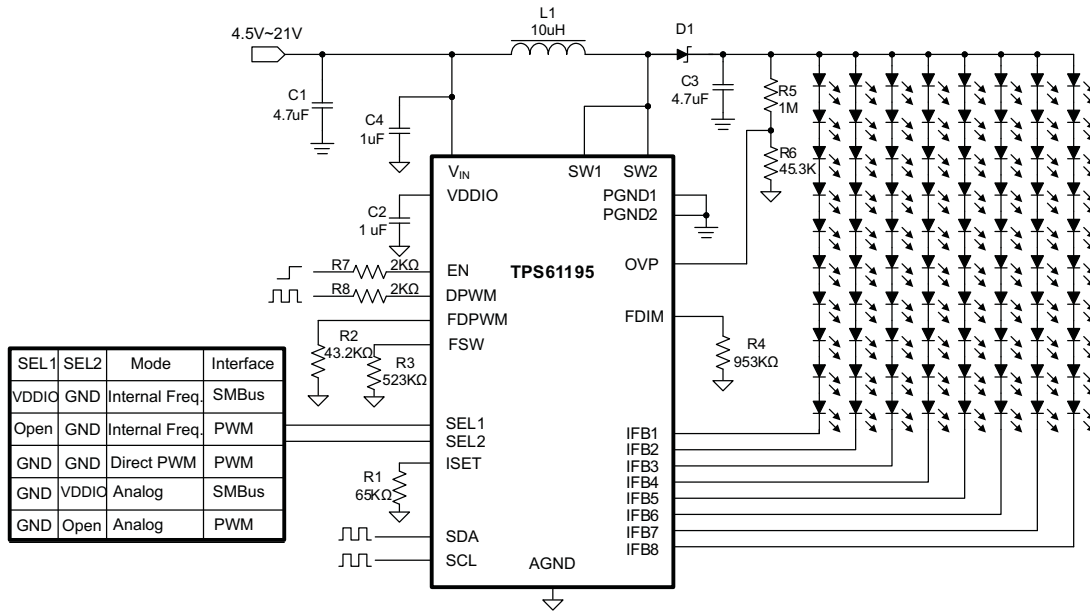 L1
10uH
4.5V~21V
D1
C1
4.7uF
C4
1uF
C3
4.7uF
R5
1M
R6
45.3K
VIN
SW1
SW2
VDDIO
PGND1
PGND2
C2
1 uF
TPS61195
OVP
R7
2KΩ
EN
R8
2KΩ
DPWM
FDPWM
FDIM
R2
43.2KΩ
FSW
R3
523KΩ
R4
953KΩ
SEL1 SEL2 Mode Interface
VDDIO GND Internal Freq. SMBus
Open GND Internal Freq. PWM
GND GND Direct PWM PWM
GND VDDIO Analog SMBus
GND Open Analog PWM
SEL1
SEL2
ISET
R1
65KΩ
SDA
SCL
AGND
IFB1
IFB2
IFB3
IFB4
IFB5
IFB6
IFB7
IFB8